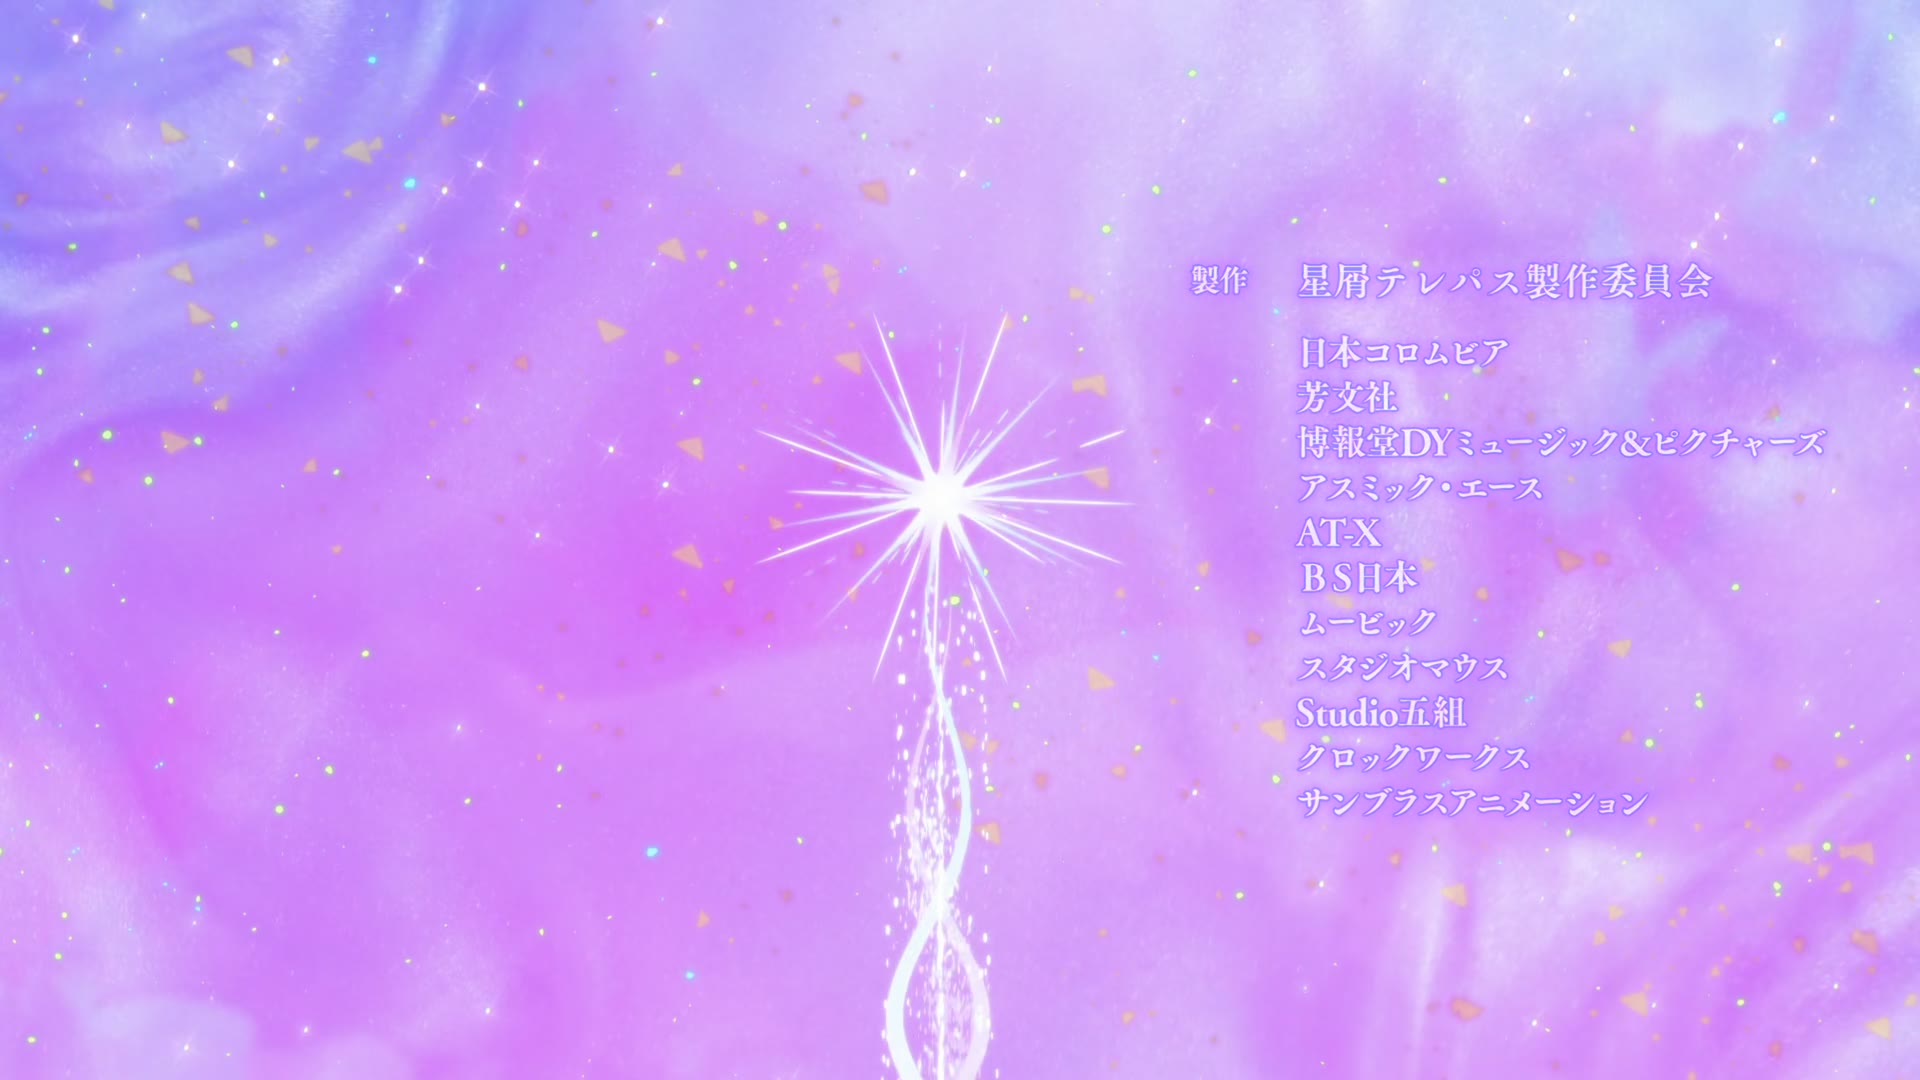 製作 星屑テレパス製作委員会
日本コロムビア
芳文社
博報堂DYミュージック&ピクチャーズ
アスミック・エース
AT-X
ＢＳ日本
ムービック
スタジオマウス
Studio五組
クロックワークス
サンブラスアニメーション